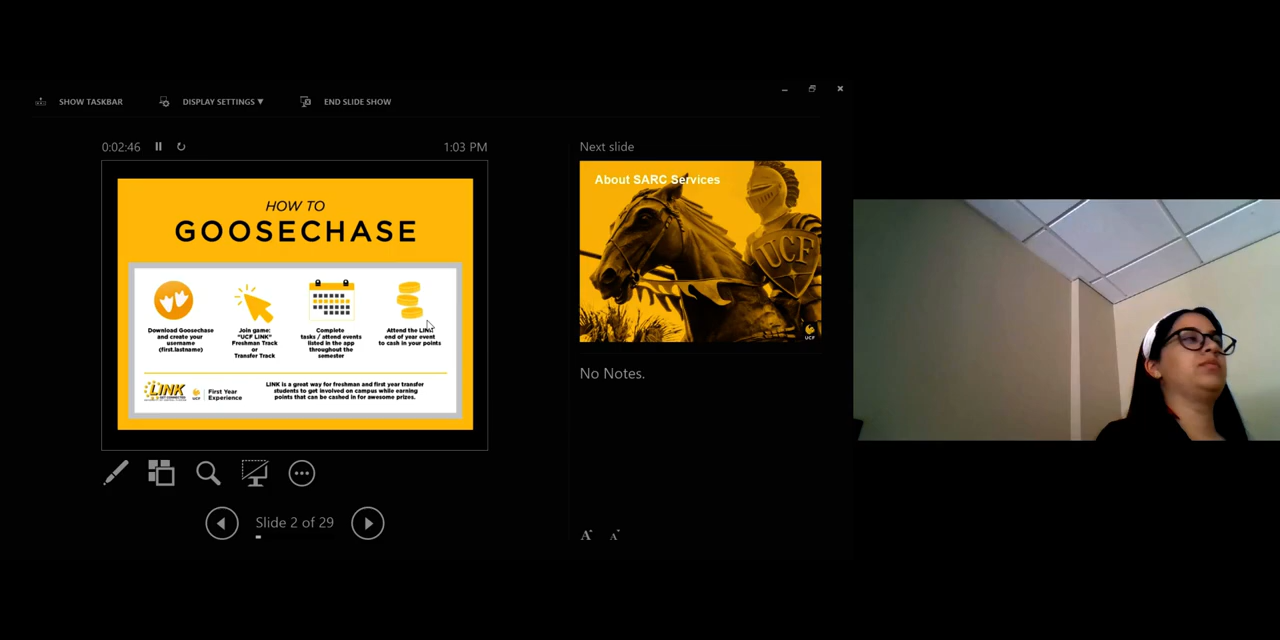 SHOW TASKBAR
DISPLAY SETTINGS ▼
END SLIDE SHOW
0:02:46
1:03 PM
HOW TO
GOOSECHASE
Download Goosechase
and create your
username
(first.lastname)
Join game:
"UCF LINK"
Freshman Track
or
Transfer Track
Complete
tasks / attend events
listed in the app
throughout the
semester
Attend the LINK
end of year event
to cash in your points
LINK
GET CONNECTED
UCF
First Year
Experience
LINK is a great way for freshman and first year transfer
students to get involved on campus while earning
points that can be cashed in for awesome prizes.
Slide 2 of 29
Next slide
About SARC Services
UCF
UCF
No Notes.
A A